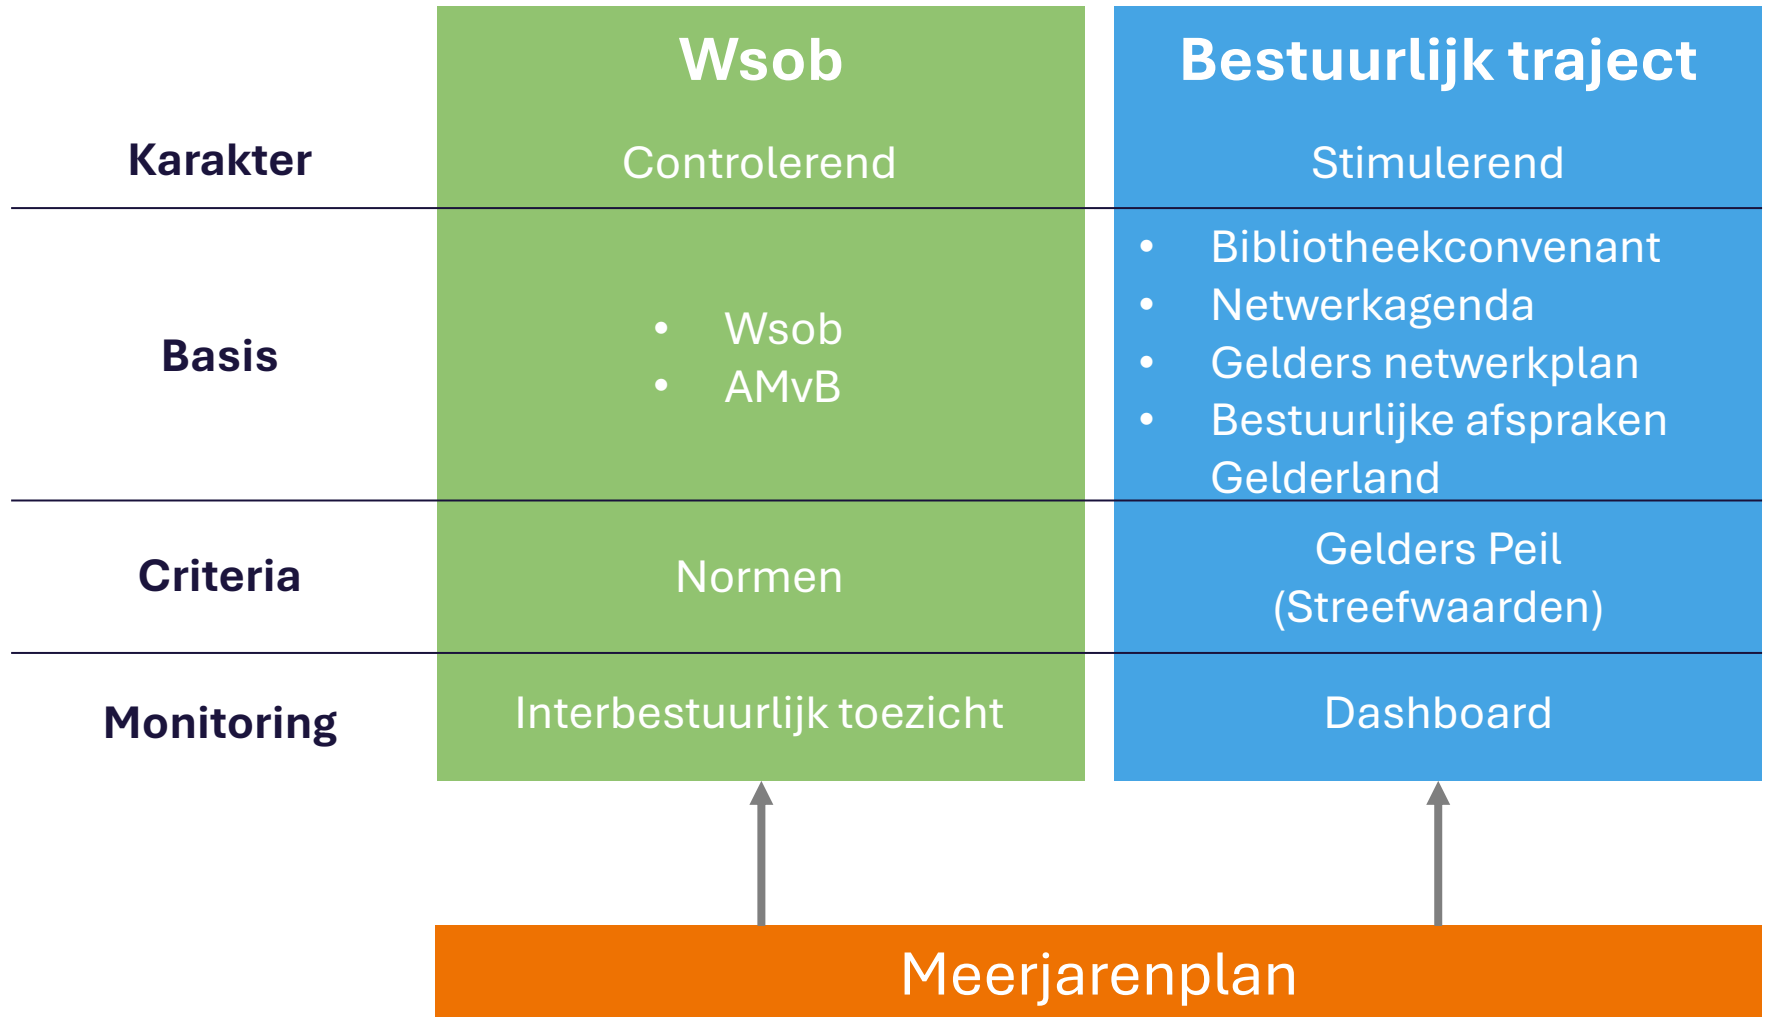 Wsob
Bestuurlijk traject
Karakter
Controlerend
Stimulerend
Basis
• Wsob
• AMvB
• Bibliotheekconvenant
• Netwerkagenda
• Gelders netwerkplan
• Bestuurlijke afspraken
Gelderland
Criteria
Normen
Gelders Peil
(Streefwaarden)
Monitoring
Interbestuurlijk toezicht
Dashboard
Meerjarenplan